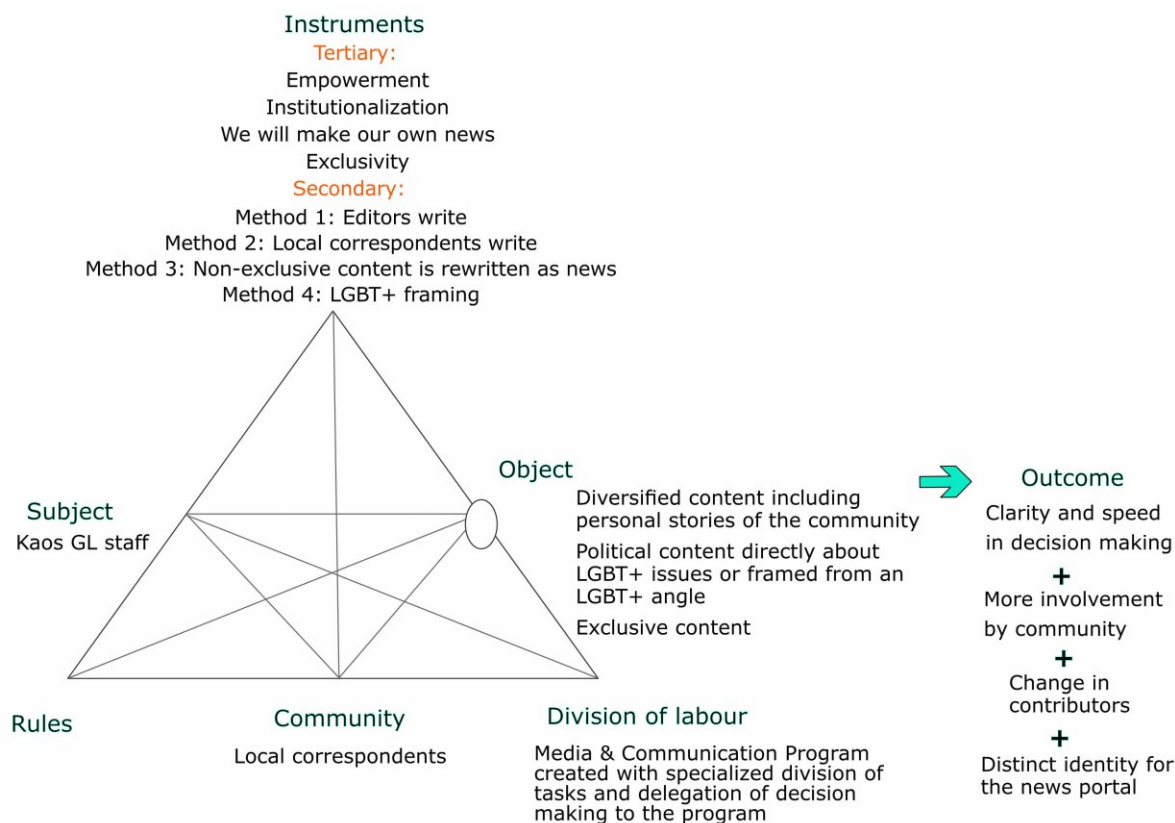 Instruments
Tertiary:
Empowerment
Institutionalization
We will make our own news
Exclusivity
Secondary:
Method 1: Editors write
Method 2: Local correspondents write
Method 3: Non-exclusive content is rewritten as news
Method 4: LGBT+ framing
Subject
Kaos GL staff
Object
Diversified content including
personal stories of the community
Political content directly about
LGBT+ issues or framed from an
LGBT+ angle
Exclusive content
Outcome
Clarity and speed
in decision making
+
More involvement
by community
+
Change in
contributors
+
Distinct identity for
the news portal
Rules
Community
Local correspondents
Division of labour
Media & Communication Program
created with specialized division of
tasks and delegation of decision
making to the program